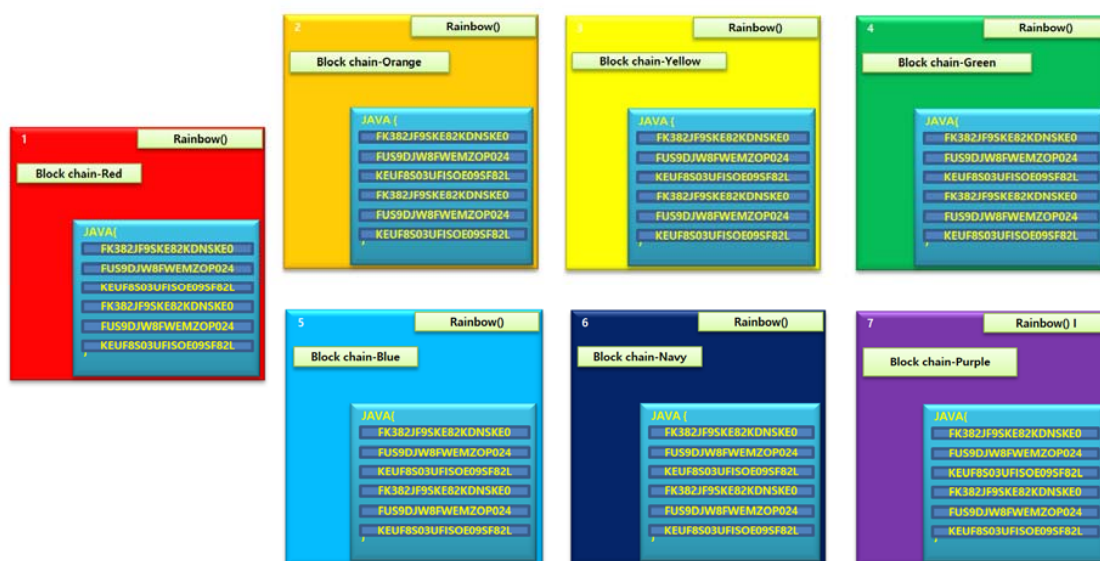 1
Rainbow()
Block chain-Red
JAVA{
FK382JF9SKE82KDNSKE0
FUS9DJW8FWEMZOP024
KEUF8S03UFISOE09SF82L
FK382JF9SKE82KDNSKE0
FUS9DJW8FWEMZOP024
KEUF8S03UFISOE09SF82L
,
2
Rainbow()
Block chain-Orange
JAVA {
FK382JF9SKE82KDNSKE0
FUS9DJW8FWEMZOP024
KEUF8S03UFISOE09SF82L
FK382JF9SKE82KDNSKE0
FUS9DJW8FWEMZOP024
KEUF8S03UFISOE09SF82L
,
3
Rainbow()
Block chain-Yellow
JAVA{
FK382JF9SKE82KDNSKE0
FUS9DJW8FWEMZOP024
KEUF8S03UFISOE09SF82L
FK382JF9SKE82KDNSKE0
FUS9DJW8FWEMZOP024
KEUF8S03UFISOE09SF82L
,
4
Rainbow()
Block chain-Green
JAVA{
FK382JF9SKE82KDNSKE0
FUS9DJW8FWEMZOP024
KEUF8S03UFISOE09SF82L
FK382JF9SKE82KDNSKE0
FUS9DJW8FWEMZOP024
KEUF8S03UFISOE09SF82L
,
5
Rainbow()
Block chain-Blue
JAVA{
FK382JF9SKE82KDNSKE0
FUS9DJW8FWEMZOP024
KEUF8S03UFISOE09SF82L
FK382JF9SKE82KDNSKE0
FUS9DJW8FWEMZOP024
KEUF8S03UFISOE09SF82L
,
6
Rainbow()
Block chain-Navy
JAVA {
FK382JF9SKE82KDNSKE0
FUS9DJW8FWEMZOP024
KEUF8S03UFISOE09SF82L
FK382JF9SKE82KDNSKE0
FUS9DJW8FWEMZOP024
KEUF8S03UFISOE09SF82L
,
7
Rainbow() I
Block chain-Purple
JAVA{
FK382JF9SKE82KDNSKE0
FUS9DJW8FWEMZOP024
KEUF8S03UFISOE09SF82L
FK382JF9SKE82KDNSKE0
FUS9DJW8FWEMZOP024
KEUF8S03UFISOE09SF82L
,